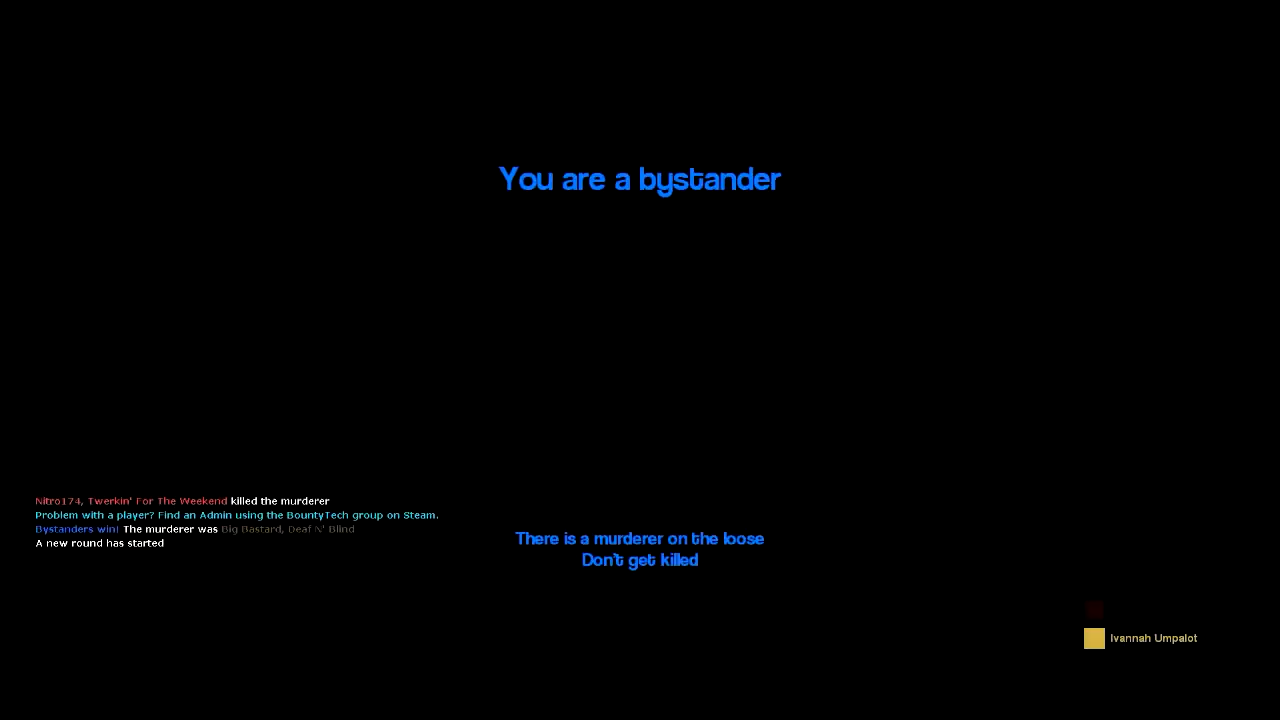 You are a bystander
Nitro174, Twerkin' For The Weekend killed the murderer
Problem with a player? Find an Admin using the BountyTech group on Steam.
Bystanders win! The murderer was Big Bastard, Deaf N' Blind
A new round has started
There is a murderer on the loose
Don't get killed
Ivannah Umpalot